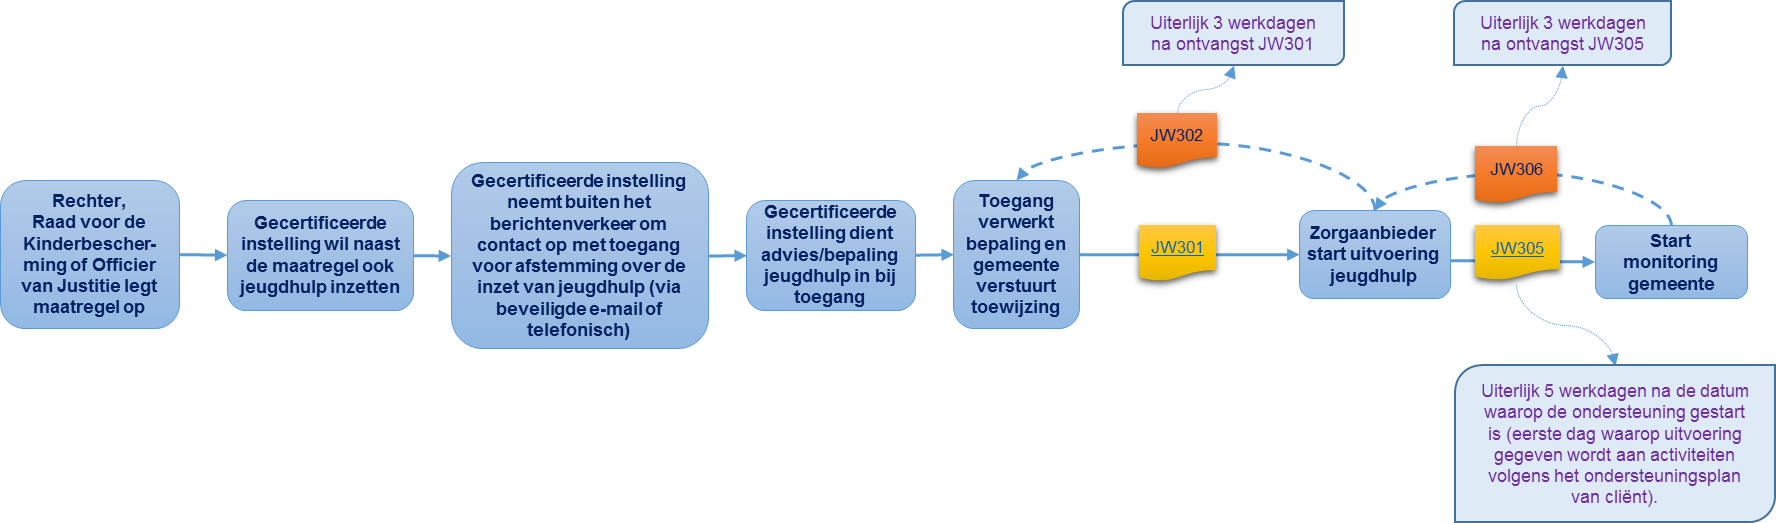 Uiterlijk 3 werkdagen
na ontvangst JW301
Uiterlijk 3 werkdagen
na ontvangst JW305
JW302
JW306
Rechter,
Raad voor de
Kinderbescher-
ming of Officier
van Justitie legt
maatregel op
Gecertificeerde
instelling wil naast
de maatregel ook
jeugdhulp inzetten
Gecertificeerde instelling
neemt buiten het
berichtenverkeer om
contact op met toegang
voor afstemming over de
inzet van jeugdhulp (via
beveiligde e-mail of
telefonisch)
Gecertificeerde
instelling dient
advies/bepaling
jeugdhulp in bij
toegang
Toegang
verwerkt
bepaling en
gemeente
verstuurt
toewijzing
JW301
Zorgaanbieder
start uitvoering
jeugdhulp
JW305
Start
monitoring
gemeente
Uiterlijk 5 werkdagen na de datum
waarop de ondersteuning gestart
is (eerste dag waarop uitvoering
gegeven wordt aan activiteiten
volgens het ondersteuningsplan
van cliënt).